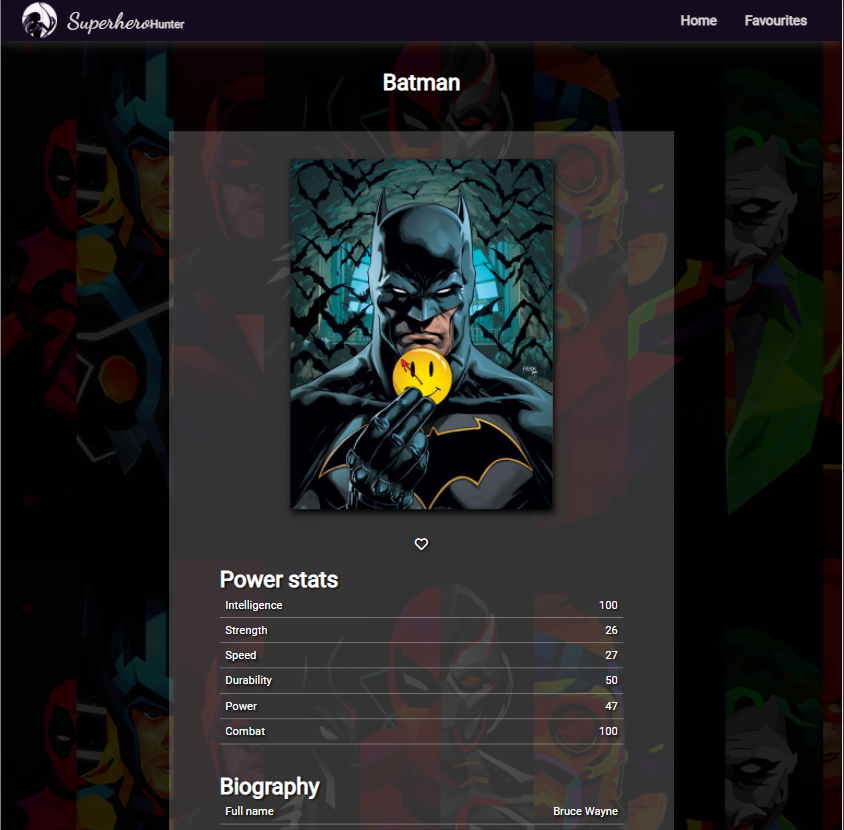 SuperheroHunter
Home
Favourites
Batman
Power stats
Intelligence 100
Strength 26
Speed 27
Durability 50
Power 47
Combat 100
Biography
Full name Bruce Wayne